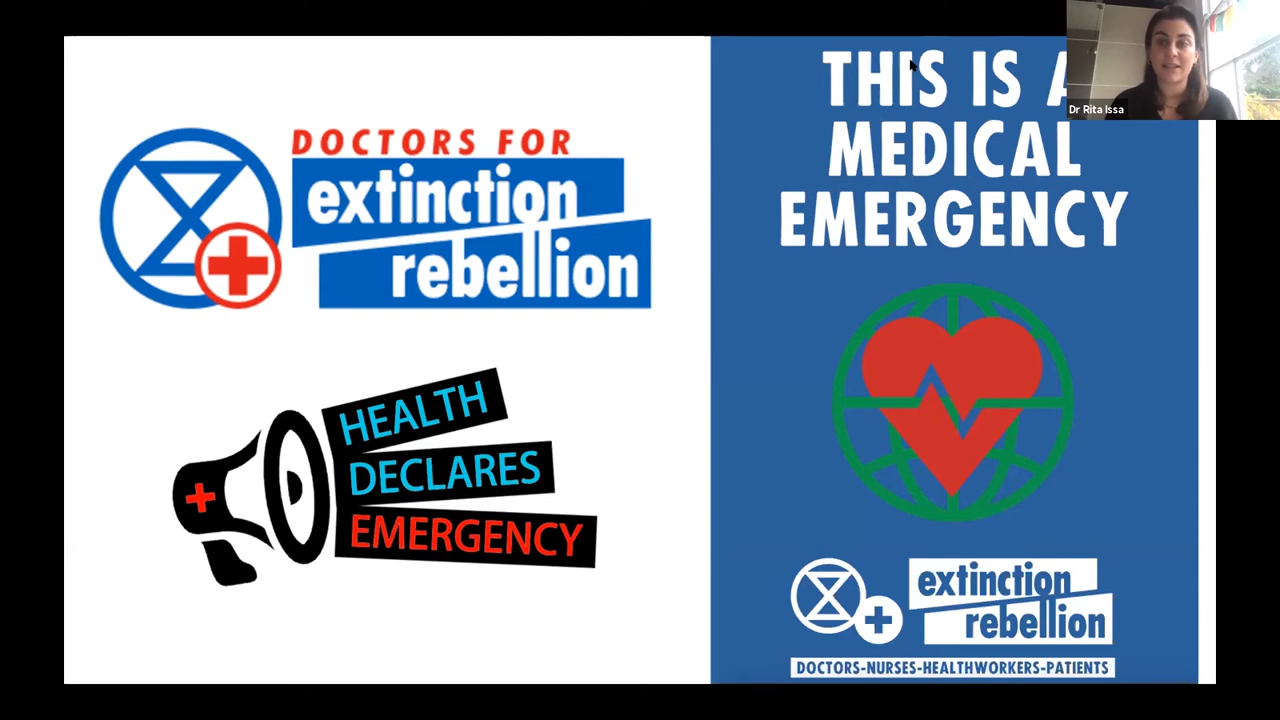 DOCTORS FOR
extinction
rebellion
HEALTH
DECLARES
EMERGENCY
THIS IS A
MEDICAL
EMERGENCY
extinction
rebellion
DOCTORS-NURSES-HEALTHWORKERS-PATIENTS
Dr Rita Issa